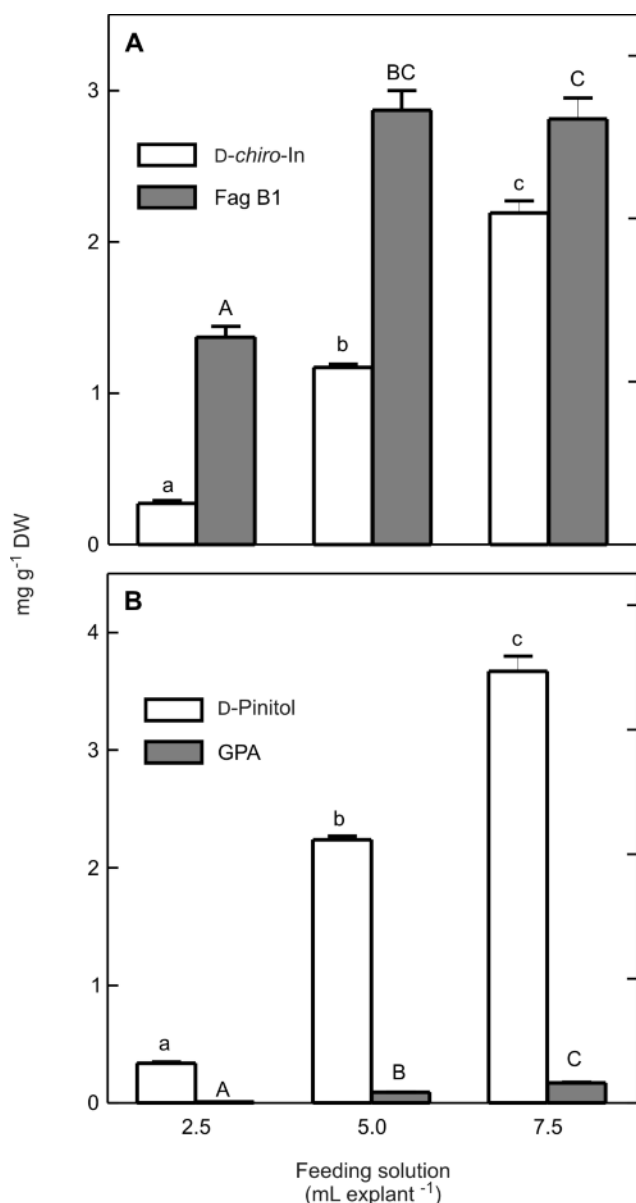 A
3
2
1
0
D-chiro-In
Fag B1
a
A
b
BC
c
C
mg g⁻¹ DW
B
4
3
2
1
0
D-Pinitol
GPA
a
A
b
B
c
C
2.5 5.0 7.5
Feeding solution
(mL explant ⁻¹)